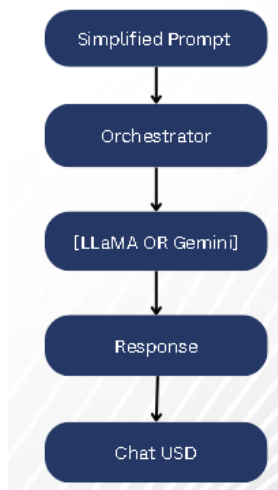 Simplified Prompt
Orchestrator
[LLaMA OR Gemini]
Response
Chat USD